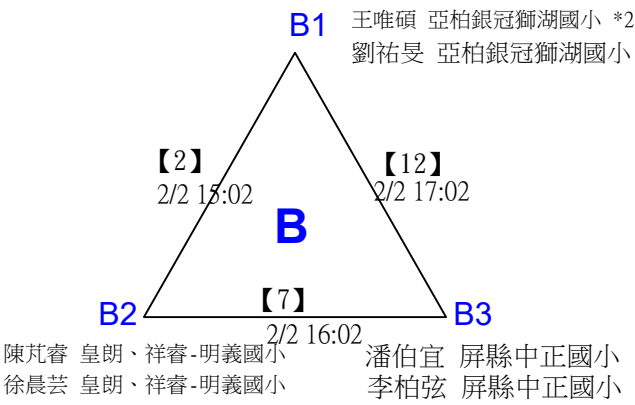 B1
王唯碩 亞柏銀冠獅湖國小 *2
劉祐旻 亞柏銀冠獅湖國小
【2】
2/2 15:02
【12】
2/2 17:02
B
【7】
2/2 16:02
B2
B3
陳芃睿 皇朗、祥睿-明義國小
徐晨芸 皇朗、祥睿-明義國小
潘伯宜 屏縣中正國小
李柏弦 屏縣中正國小